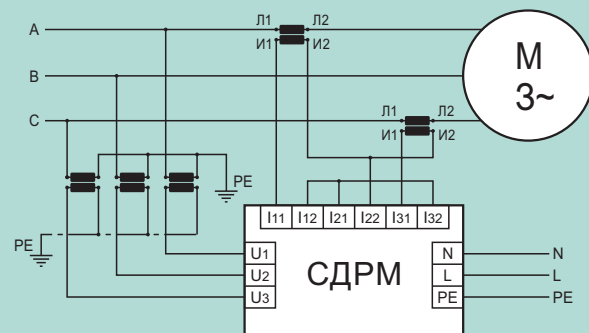 A Л1 Л2
И1 И2
B
C Л1 Л2
И1 И2
M
3~
PE
PE
I11 I12 I21 I22 I31 I32
U1 N N
U2 L L
U3 PE PE
СДРМ